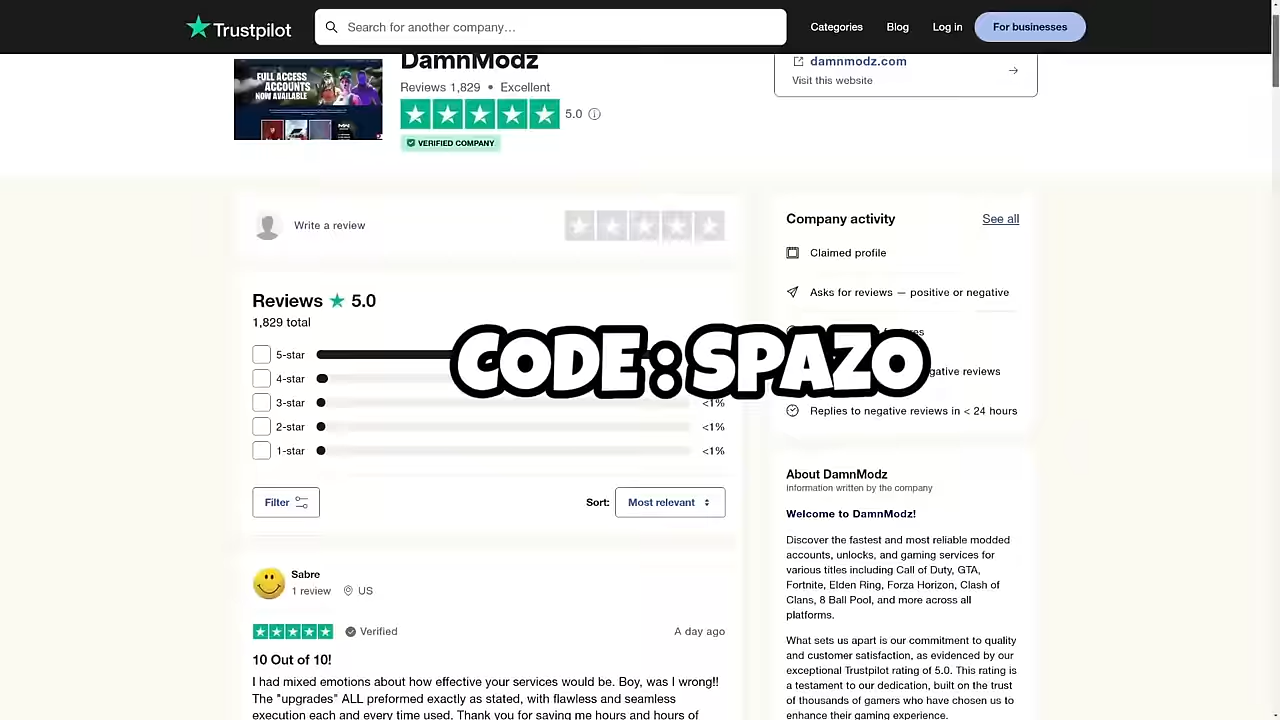 Trustpilot
Search for another company...
Categories
Blog
Log in
For businesses
FULL ACCESS
ACCOUNTS
NOW AVAILABLE
DamnModz
Reviews 1,829 • Excellent
5.0
VERIFIED COMPANY
damnmodz.com
Visit this website
Write a review
Reviews ★ 5.0
1,829 total
5-star
4-star
3-star <1%
2-star <1%
1-star <1%
CODE:SPAZO
Filter
Sort: Most relevant
Sabre
1 review US
Verified
A day ago
10 Out of 10!
I had mixed emotions about how effective your services would be. Boy, was I wrong!!
The "upgrades" ALL preformed exactly as stated, with flawless and seamless
execution each and every time used. Thank you for saving me hours and hours of
Company activity
See all
Claimed profile
Asks for reviews — positive or negative
negative reviews
Replies to negative reviews in < 24 hours
About DamnModz
Information written by the company
Welcome to DamnModz!
Discover the fastest and most reliable modded
accounts, unlocks, and gaming services for
various titles including Call of Duty, GTA,
Fortnite, Elden Ring, Forza Horizon, Clash of
Clans, 8 Ball Pool, and more across all
platforms.
What sets us apart is our commitment to quality
and customer satisfaction, as evidenced by our
exceptional Trustpilot rating of 5.0. This rating is
a testament to our dedication, built on the trust
of thousands of gamers who have chosen us to
enhance their gaming experience.